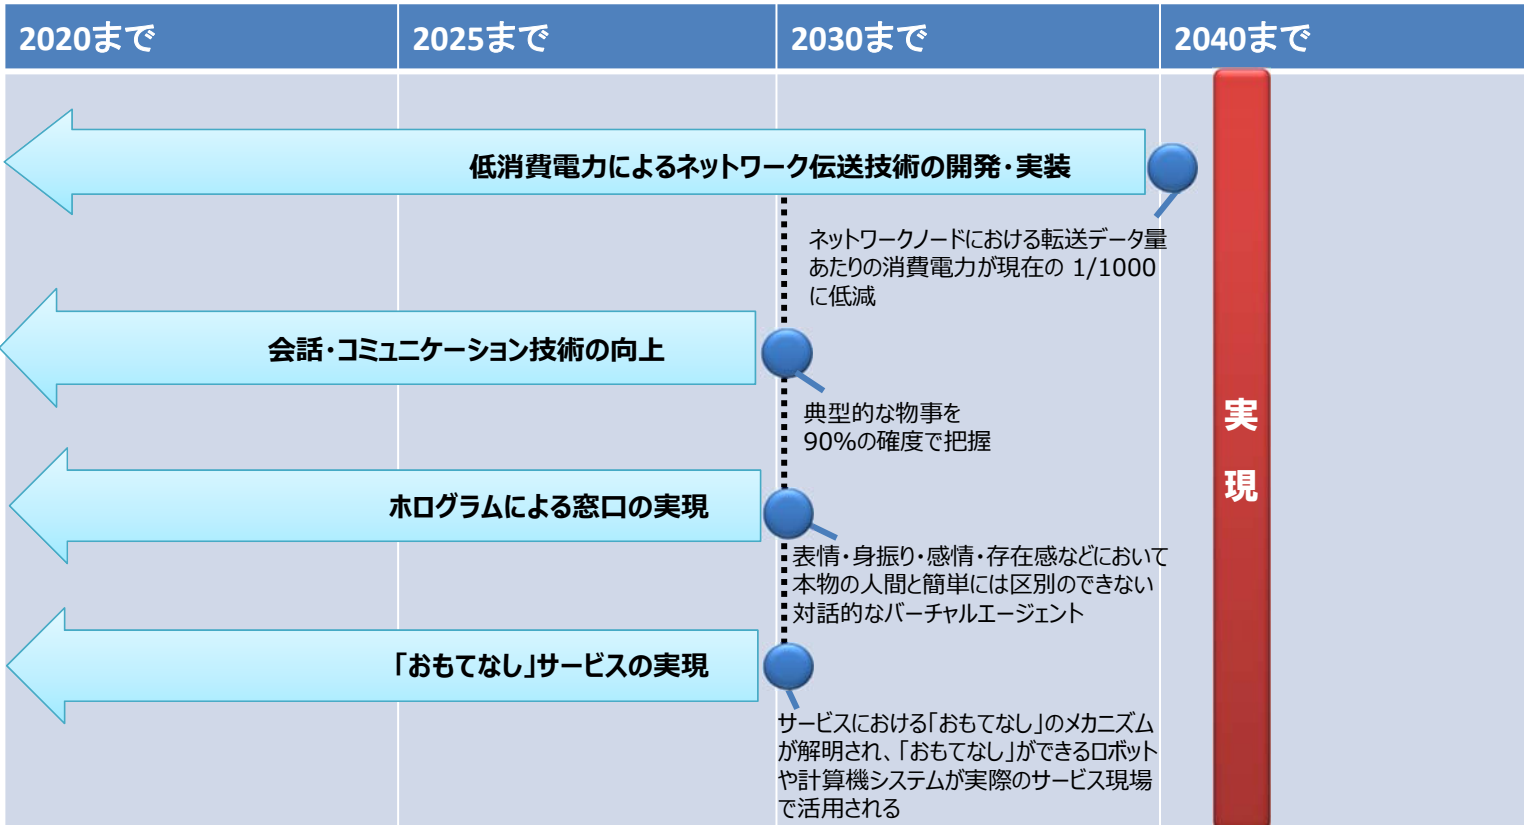 2020まで
2025まで
2030まで
2040まで
低消費電力によるネットワーク伝送技術の開発・実装
ネットワークノードにおける転送データ量
あたりの消費電力が現在の 1/1000
に低減
会話・コミュニケーション技術の向上
典型的な物事を
90%の確度で把握
ホログラムによる窓口の実現
表情・身振り・感情・存在感などにおいて
本物の人間と簡単には区別のできない
対話的なバーチャルエージェント
「おもてなし」サービスの実現
サービスにおける「おもてなし」のメカニズム
が解明され、「おもてなし」ができるロボット
や計算機システムが実際のサービス現場
で活用される
実
現